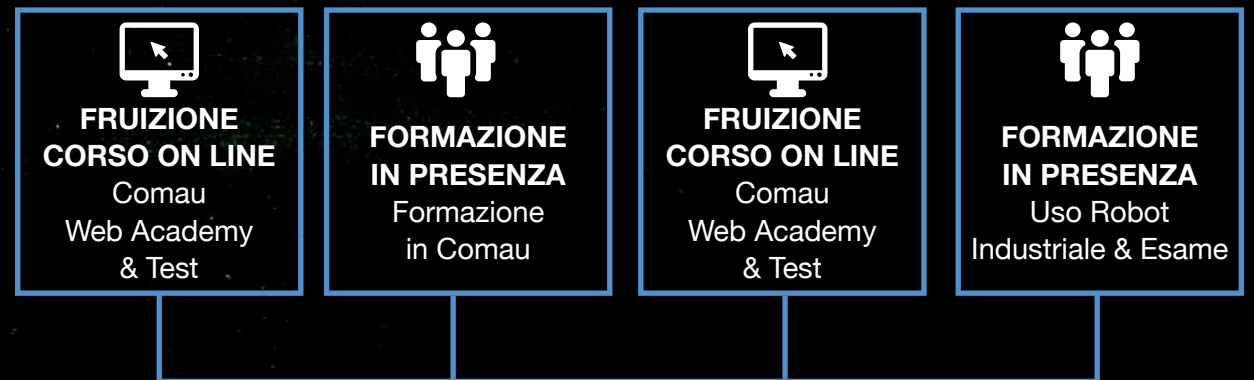 FRUIZIONE
CORSO ON LINE
Comau
Web Academy
& Test
FORMAZIONE
IN PRESENZA
Formazione
in Comau
FRUIZIONE
CORSO ON LINE
Comau
Web Academy
& Test
FORMAZIONE
IN PRESENZA
Uso Robot
Industriale & Esame